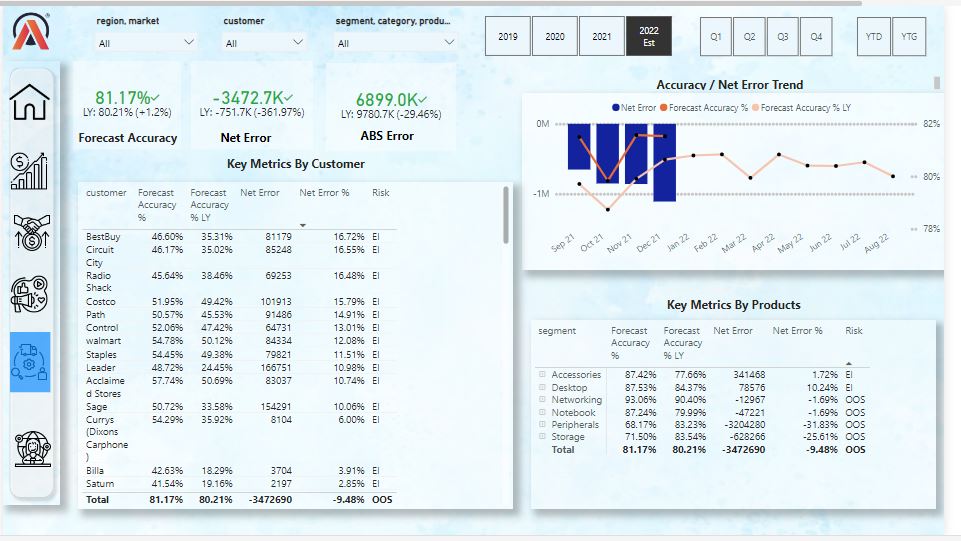 region, market
customer
segment, category, produ...
All
All
All
2019
2020
2021
2022 Est
Q1
Q2
Q3
Q4
YTD
YTG
81.17%
LY: 80.21% (+1.2%)
Forecast Accuracy
-3472.7K
LY: -751.7K (-361.97%)
Net Error
6899.0K
LY: 9780.7K (-29.46%)
ABS Error
Accuracy / Net Error Trend
Net Error Forecast Accuracy % Forecast Accuracy % LY
0M 82%
80%
-1M
78%
Sep 21 Oct 21 Nov 21 Dec 21 Jan 22 Feb 22 Mar 22 Apr 22 May 22 Jun 22 Jul 22 Aug 22
Key Metrics By Customer
customer Forecast Accuracy % Forecast Accuracy % LY Net Error Net Error % Risk
BestBuy 46.60% 35.31% 81179 16.72% EI
Circuit City 46.17% 35.02% 85248 16.55% EI
Radio Shack 45.64% 38.46% 69253 16.48% EI
Costco 51.95% 49.42% 101913 15.79% EI
Path 50.57% 45.53% 91486 14.91% EI
Control 52.06% 47.42% 64731 13.01% EI
walmart 54.78% 50.12% 84334 12.08% EI
Staples 54.45% 49.38% 79821 11.51% EI
Leader 48.72% 24.45% 166751 10.98% EI
Acclaimed Stores 57.74% 50.69% 83037 10.74% EI
Sage 50.72% 33.58% 154291 10.06% EI
Currys (Dixons Carphone) 54.29% 35.92% 8104 6.00% EI
Billa 42.63% 18.29% 3704 3.91% EI
Saturn 41.54% 19.16% 2197 2.85% EI
Total 81.17% 80.21% -3472690 -9.48% OOS
Key Metrics By Products
segment Forecast Accuracy % Forecast Accuracy % LY Net Error Net Error % Risk
Accessories 87.42% 77.66% 341468 1.72% EI
Desktop 87.53% 84.37% 78576 10.24% EI
Networking 93.06% 90.40% -12967 -1.69% OOS
Notebook 87.24% 79.99% -47221 -1.69% OOS
Peripherals 68.17% 83.23% -3204280 -31.83% OOS
Storage 71.50% 83.54% -628266 -25.61% OOS
Total 81.17% 80.21% -3472690 -9.48% OOS